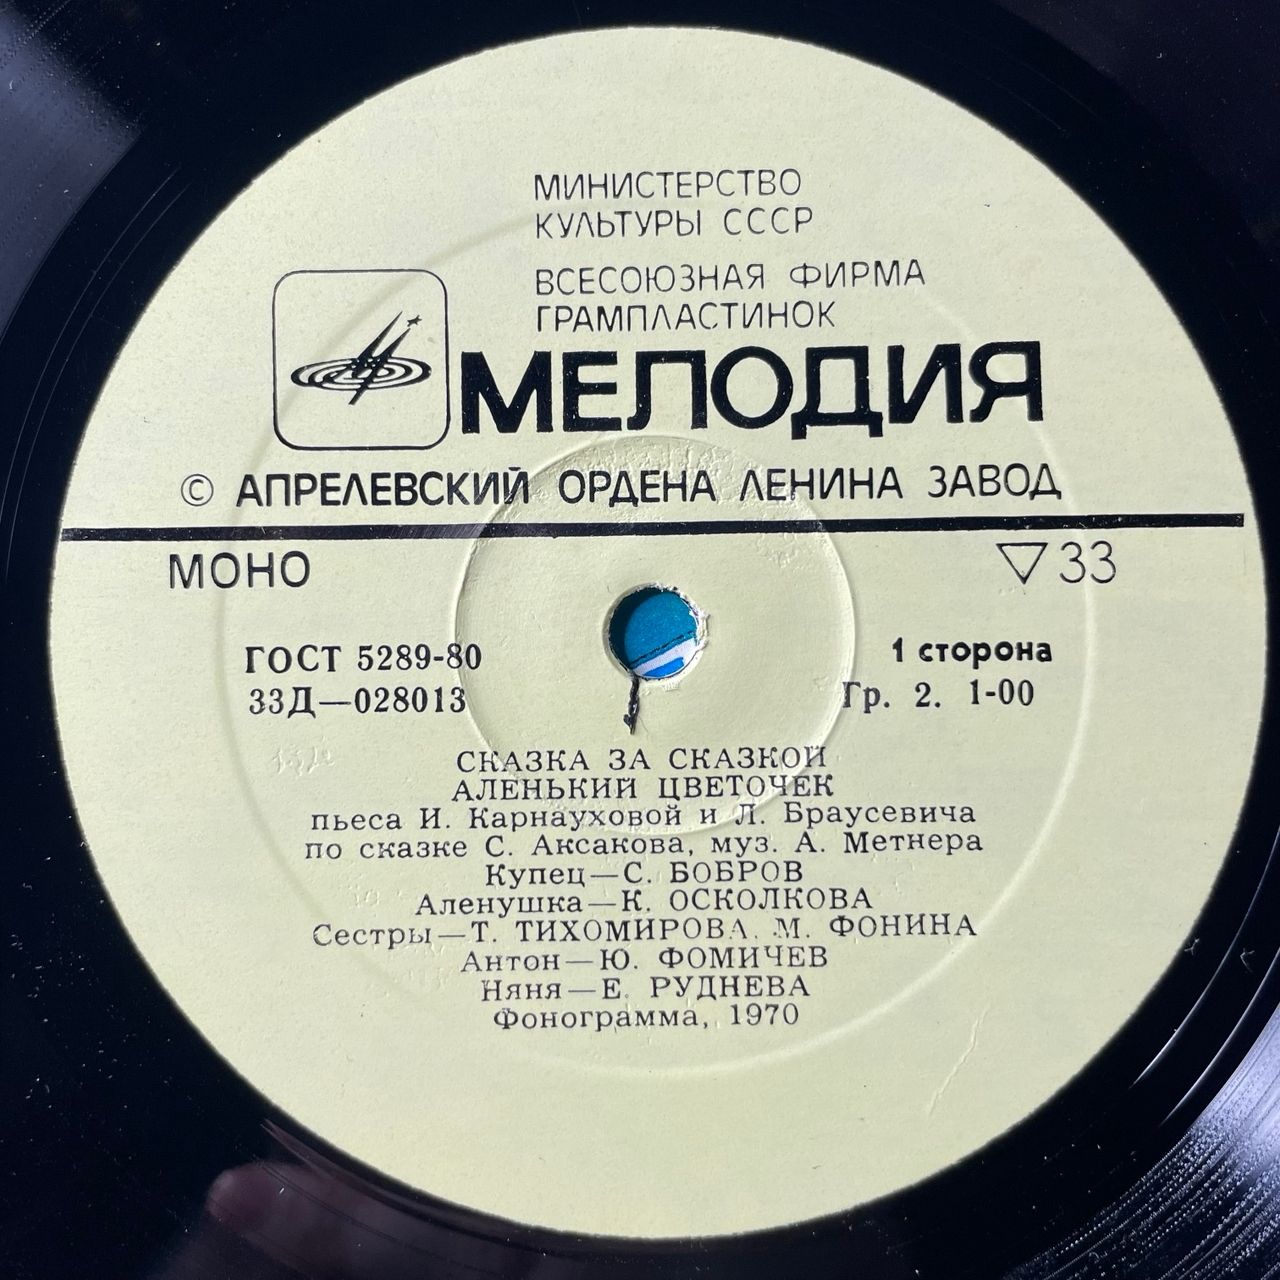 МИНИСТЕРСТВО
КУЛЬТУРЫ СССР
ВСЕСОЮЗНАЯ ФИРМА
ГРАМПЛАСТИНОК
МЕЛОДИЯ
© АПРЕЛЕВСКИЙ ОРДЕНА ЛЕНИНА ЗАВОД
МОНО ▽33
ГОСТ 5289-80 1 сторона
33Д—028013 Гр. 2. 1-00
СКАЗКА ЗА СКАЗКОЙ
АЛЕНЬКИЙ ЦВЕТОЧЕК
пьеса И. Карнауховой и Л. Браусевича
по сказке С. Аксакова, муз. А. Метнера
Купец—С. БОБРОВ
Аленушка—К. ОСКОЛКОВА
Сестры—Т. ТИХОМИРОВА, М. ФОНИНА
Антон—Ю. ФОМИЧЕВ
Няня—Е. РУДНЕВА
Фонограмма, 1970